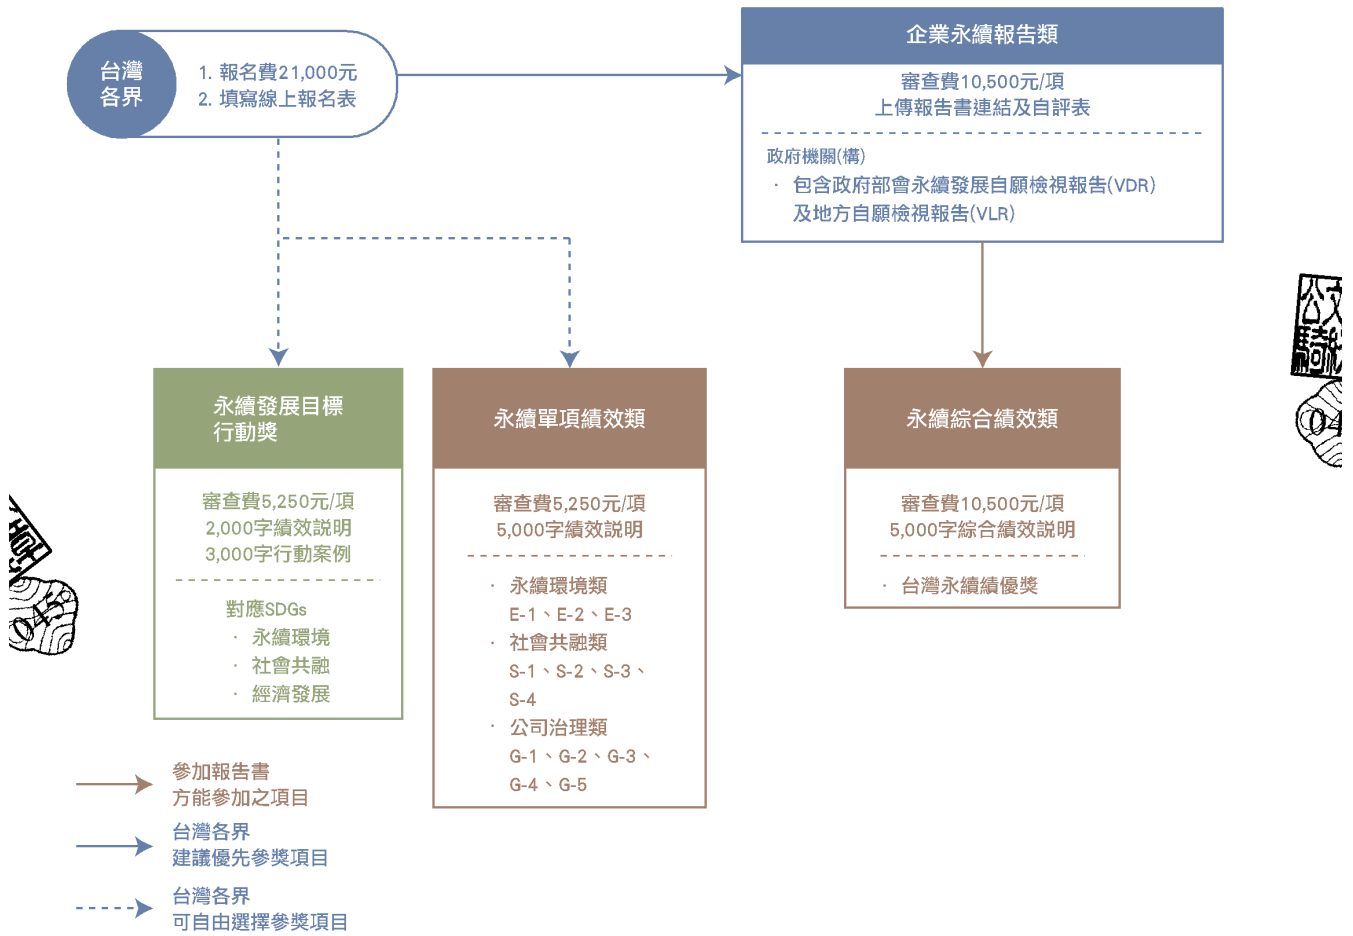 台灣
各界
1. 報名費21,000元
2. 填寫線上報名表
企業永續報告類
審查費10,500元/項
上傳報告書連結及自評表
政府機關(構)
· 包含政府部會永續發展自願檢視報告(VDR)
及地方自願檢視報告(VLR)
永續發展目標
行動獎
審查費5,250元/項
2,000字績效說明
3,000字行動案例
對應SDGs
· 永續環境
· 社會共融
· 經濟發展
永續單項績效類
審查費5,250元/項
5,000字績效說明
· 永續環境類
E-1、E-2、E-3
· 社會共融類
S-1、S-2、S-3、
S-4
· 公司治理類
G-1、G-2、G-3、
G-4、G-5
永續綜合績效類
審查費10,500元/項
5,000字綜合績效說明
· 台灣永續績優獎
公文
騎
04
章
045
參加報告書
方能參加之項目
台灣各界
建議優先參獎項目
台灣各界
可自由選擇參獎項目